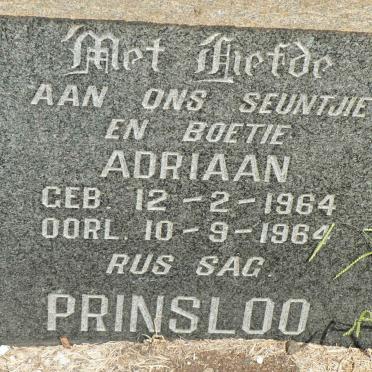 Met Liefde
AAN ONS SEUNTJIE
EN BOETIE
ADRIAAN
GEB. 12-2-1964
OORL. 10-9-1964
RUS SAG.
PRINSLOO